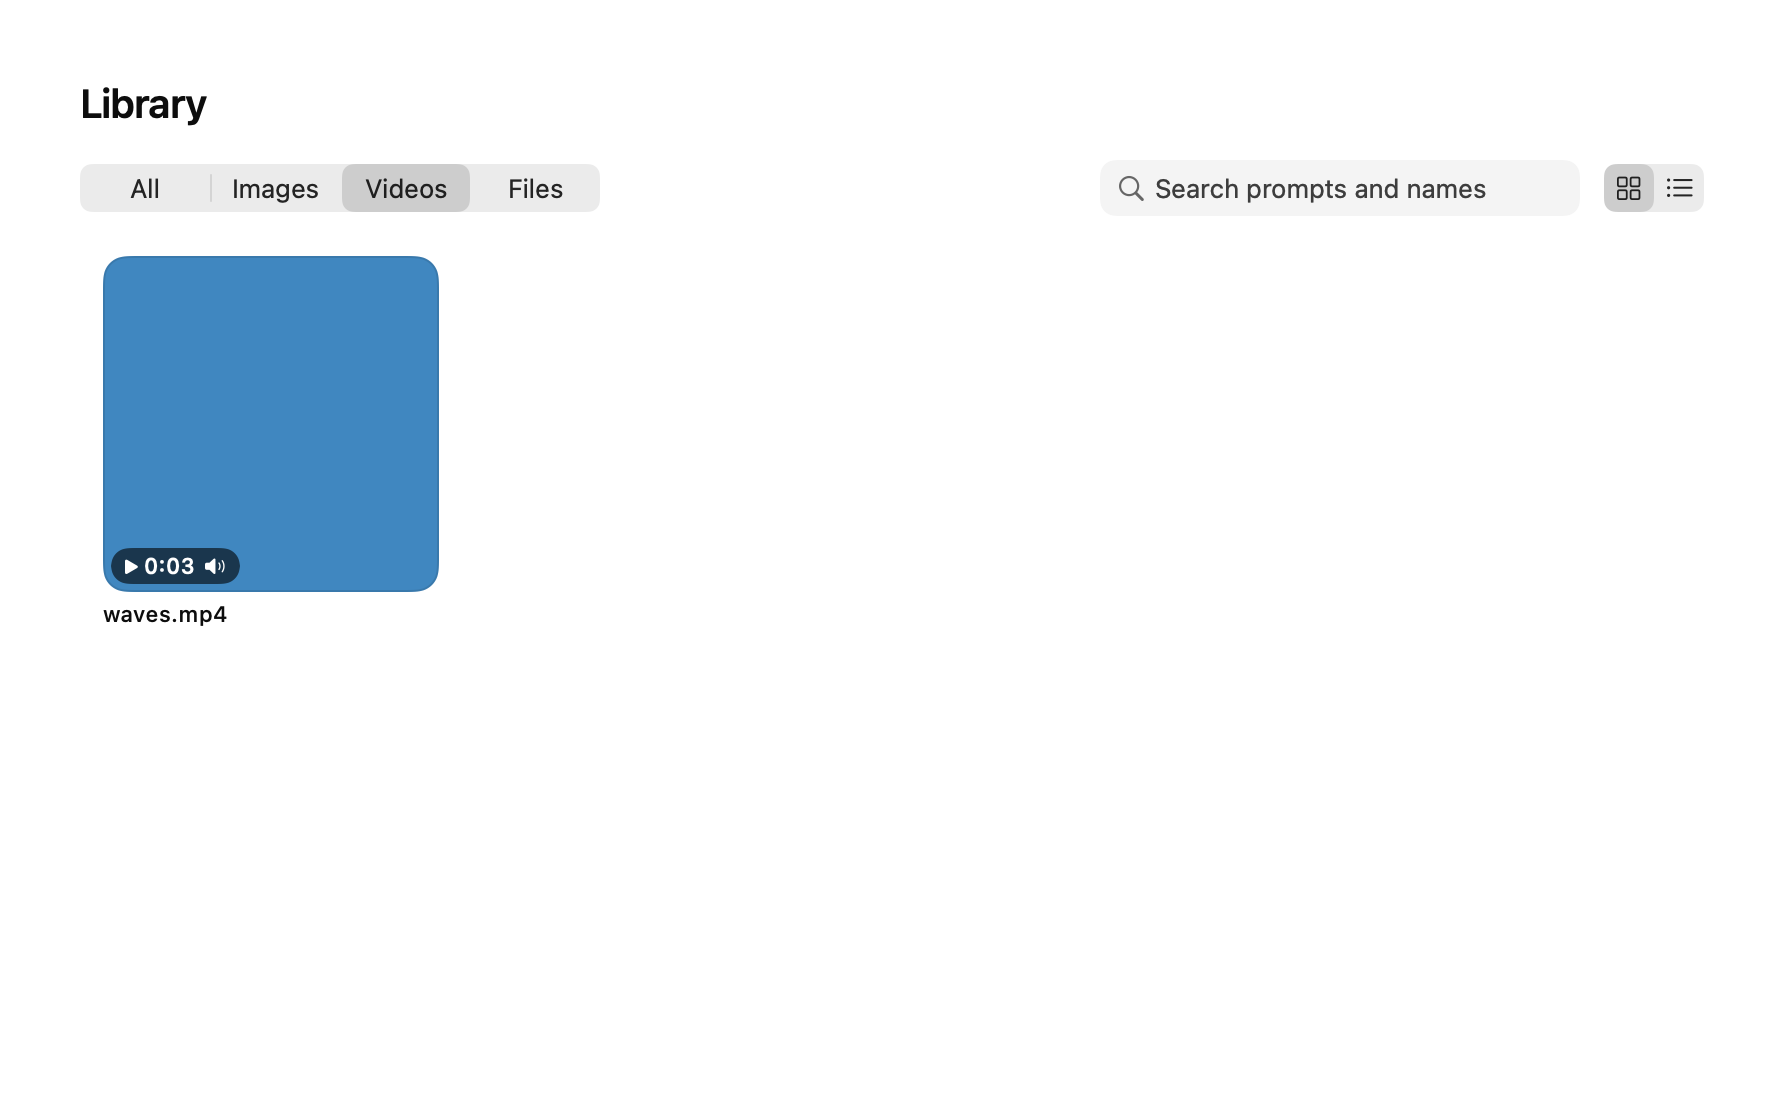 Library
All Images Videos Files
Search prompts and names
0:03
waves.mp4